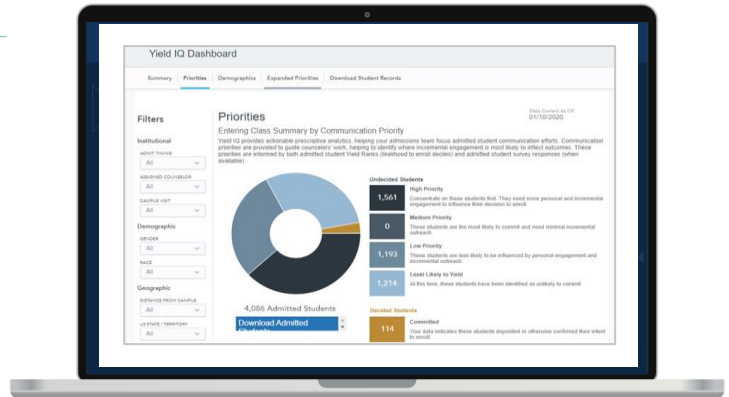 Yield IQ Dashboard
Summary Priorities Demographics Expanded Priorities Download Student Records
Filters
Institutional
ADMIT TIMING
All
ASSIGNED COUNSELOR
All
CAMPUS VISIT
All
Demographic
GENDER
All
RACE
All
Geographic
DISTANCE FROM CAMPUS
All
US STATE / TERRITORY
All
Priorities
Data Current As Of:
01/10/2020
Entering Class Summary by Communication Priority
Yield IQ provides actionable prescriptive analytics, helping your admissions team focus admitted student communication efforts. Communication
priorities are provided to guide counselors' work, helping to identify where incremental engagement is most likely to effect outcomes. These
priorities are informed by both admitted student Yield Ranks (likelihood to enroll deciles) and admitted student survey responses (when
available).
4,086 Admitted Students
Download Admitted
Students
Undecided Students
1,561
High Priority
Concentrate on these students first. They need more personal and incremental
engagement to influence their decision to enroll.
0
Medium Priority
These students are the most likely to commit and need minimal incremental
outreach.
1,193
Low Priority
These students are less likely to be influenced by personal engagement and
incremental outreach.
1,214
Least Likely to Yield
At this time, these students have been identified as unlikely to commit.
Decided Students
114
Committed
Your data indicates these students deposited or otherwise confirmed their intent
to enroll.